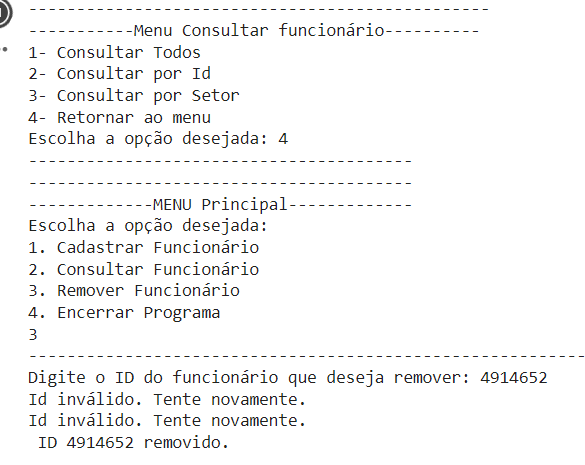 ------------------------------------------------
-----------Menu Consultar funcionário----------
1- Consultar Todos
2- Consultar por Id
3- Consultar por Setor
4- Retornar ao menu
Escolha a opção desejada: 4
----------------------------------------
----------------------------------------
-------------MENU Principal-------------
Escolha a opção desejada:
1. Cadastrar Funcionário
2. Consultar Funcionário
3. Remover Funcionário
4. Encerrar Programa
3
----------------------------------------------------------
Digite o ID do funcionário que deseja remover: 4914652
Id inválido. Tente novamente.
Id inválido. Tente novamente.
 ID 4914652 removido.